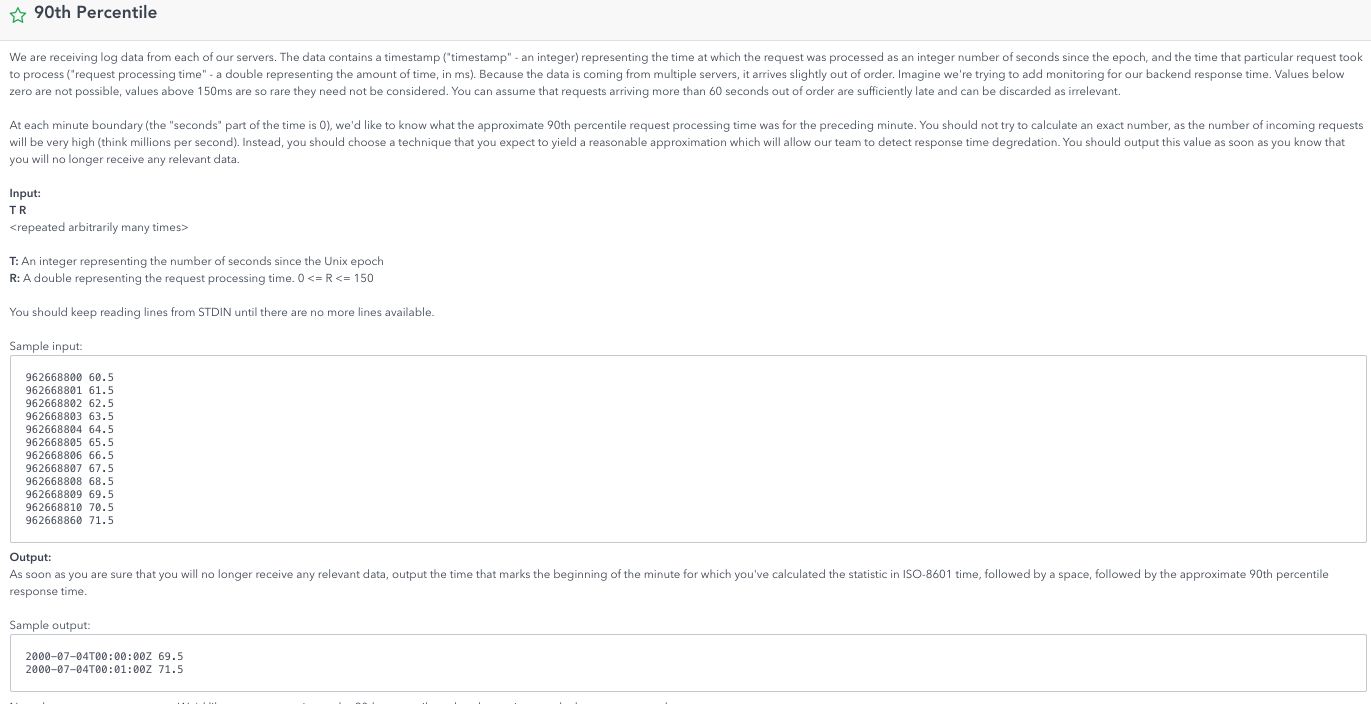 90th Percentile
We are receiving log data from each of our servers. The data contains a timestamp ("timestamp" - an integer) representing the time at which the request was processed as an integer number of seconds since the epoch, and the time that particular request took
to process ("request processing time" - a double representing the amount of time, in ms). Because the data is coming from multiple servers, it arrives slightly out of order. Imagine we're trying to add monitoring for our backend response time. Values below
zero are not possible, values above 150ms are so rare they need not be considered. You can assume that requests arriving more than 60 seconds out of order are sufficiently late and can be discarded as irrelevant.
At each minute boundary (the "seconds" part of the time is 0), we'd like to know what the approximate 90th percentile request processing time was for the preceding minute. You should not try to calculate an exact number, as the number of incoming requests
will be very high (think millions per second). Instead, you should choose a technique that you expect to yield a reasonable approximation which will allow our team to detect response time degredation. You should output this value as soon as you know that
you will no longer receive any relevant data.
Input:
T R
<repeated arbitrarily many times>
T: An integer representing the number of seconds since the Unix epoch
R: A double representing the request processing time. 0 <= R <= 150
You should keep reading lines from STDIN until there are no more lines available.
Sample input:
962668800 60.5
962668801 61.5
962668802 62.5
962668803 63.5
962668804 64.5
962668805 65.5
962668806 66.5
962668807 67.5
962668808 68.5
962668809 69.5
962668810 70.5
962668860 71.5
Output:
As soon as you are sure that you will no longer receive any relevant data, output the time that marks the beginning of the minute for which you've calculated the statistic in ISO-8601 time, followed by a space, followed by the approximate 90th percentile
response time.
Sample output:
2000-07-04T00:00:00Z 69.5
2000-07-04T00:01:00Z 71.5